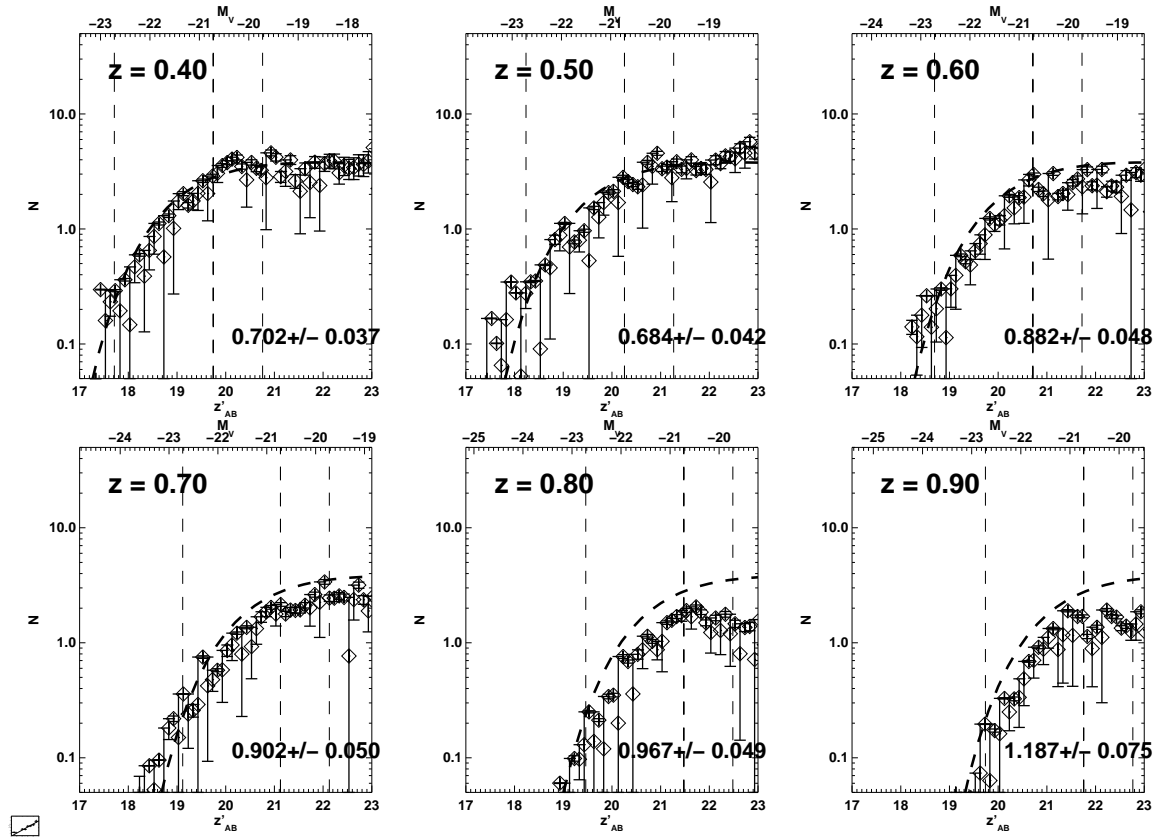 M_V M_V M_V
−23 −22 −21 −20 −19 −18 −23 −22 −21 −20 −19 −24 −23 −22 −21 −20 −19
z = 0.40 z = 0.50 z = 0.60
10.0 10.0 10.0
N N N
1.0 1.0 1.0
0.702+/− 0.037 0.684+/− 0.042 0.882+/− 0.048
0.1 0.1 0.1
17 18 19 20 21 22 23 17 18 19 20 21 22 23 17 18 19 20 21 22 23
z'_AB z'_AB z'_AB
M_V M_V M_V
−24 −23 −22 −21 −20 −19 −25 −24 −23 −22 −21 −20 −25 −24 −23 −22 −21 −20
z = 0.70 z = 0.80 z = 0.90
10.0 10.0 10.0
N N N
1.0 1.0 1.0
0.902+/− 0.050 0.967+/− 0.049 1.187+/− 0.075
0.1 0.1 0.1
17 18 19 20 21 22 23 17 18 19 20 21 22 23 17 18 19 20 21 22 23
z'_AB z'_AB z'_AB